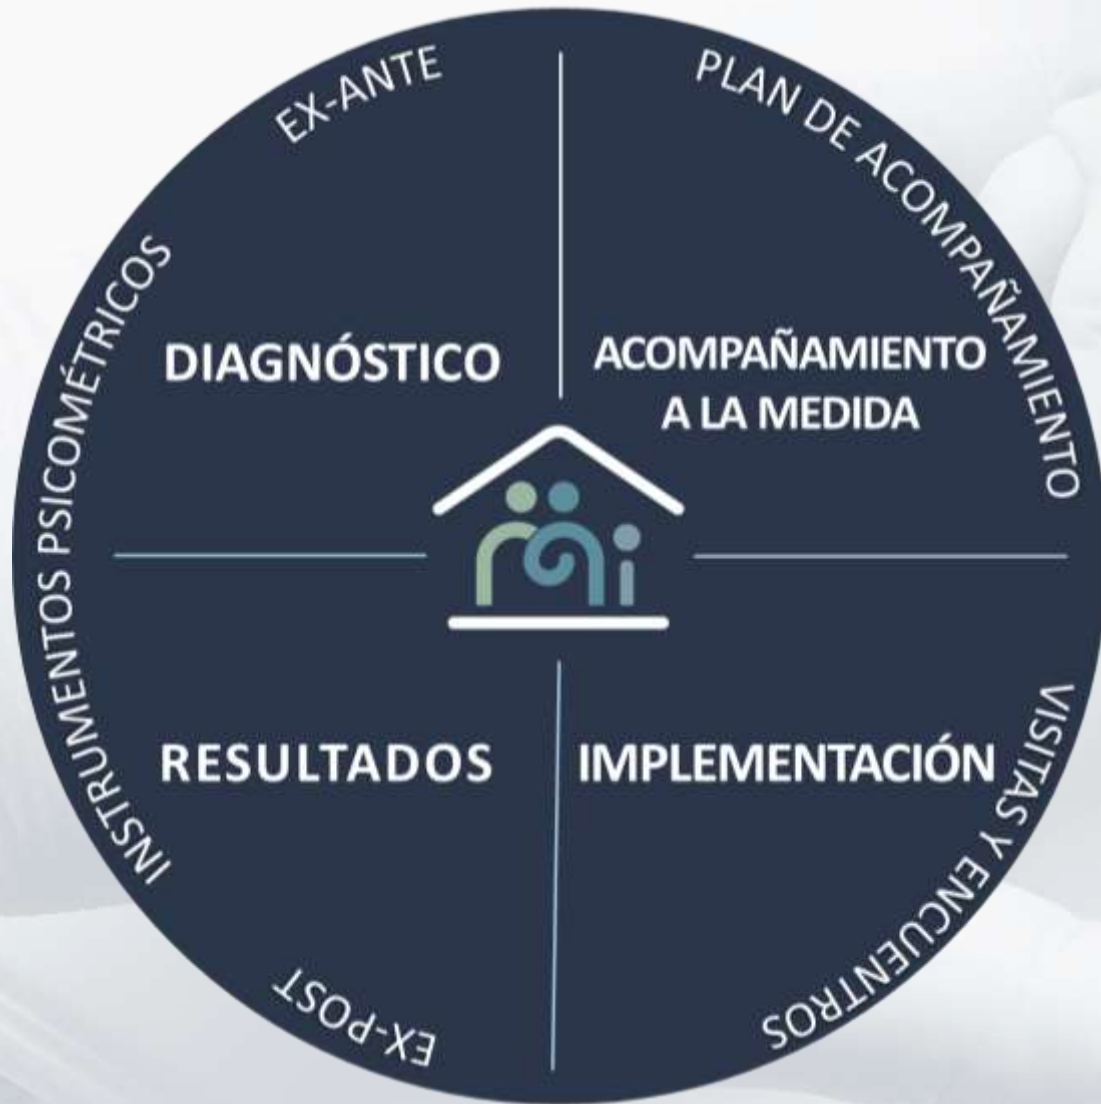 EX-ANTE
PLAN DE ACOMPAÑAMIENTO
INSTRUMENTOS PSICOMÉTRICOS
DIAGNÓSTICO
ACOMPAÑAMIENTO
A LA MEDIDA
RESULTADOS
IMPLEMENTACIÓN
VISITAS Y ENCUENTROS
EX-POST